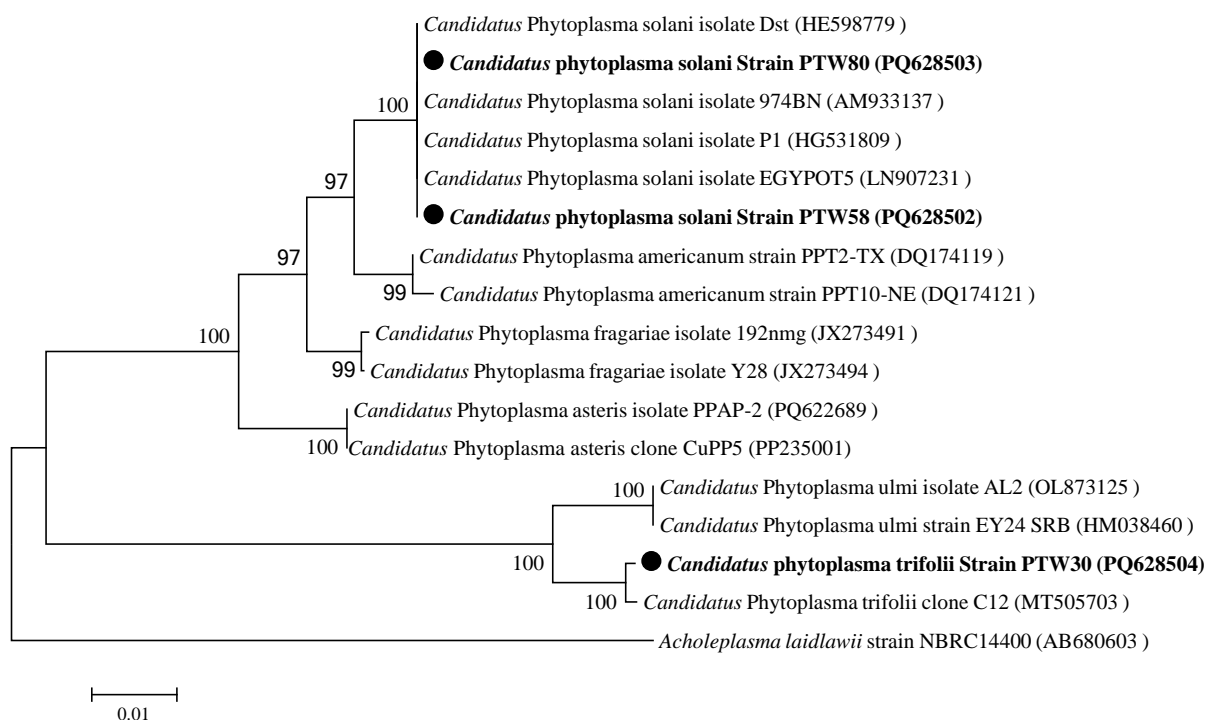 Candidatus Phytoplasma solani isolate Dst (HE598779 )
Candidatus phytoplasma solani Strain PTW80 (PQ628503)
100
Candidatus Phytoplasma solani isolate 974BN (AM933137 )
Candidatus Phytoplasma solani isolate P1 (HG531809 )
97
Candidatus Phytoplasma solani isolate EGYPOT5 (LN907231 )
Candidatus phytoplasma solani Strain PTW58 (PQ628502)
97
Candidatus Phytoplasma americanum strain PPT2-TX (DQ174119 )
99
Candidatus Phytoplasma americanum strain PPT10-NE (DQ174121 )
100
Candidatus Phytoplasma fragariae isolate 192nmg (JX273491 )
99
Candidatus Phytoplasma fragariae isolate Y28 (JX273494 )
Candidatus Phytoplasma asteris isolate PPAP-2 (PQ622689 )
100
Candidatus Phytoplasma asteris clone CuPP5 (PP235001)
100
Candidatus Phytoplasma ulmi isolate AL2 (OL873125 )
Candidatus Phytoplasma ulmi strain EY24 SRB (HM038460 )
100
Candidatus phytoplasma trifolii Strain PTW30 (PQ628504)
100
Candidatus Phytoplasma trifolii clone C12 (MT505703 )
Acholeplasma laidlawii strain NBRC14400 (AB680603 )
0.01